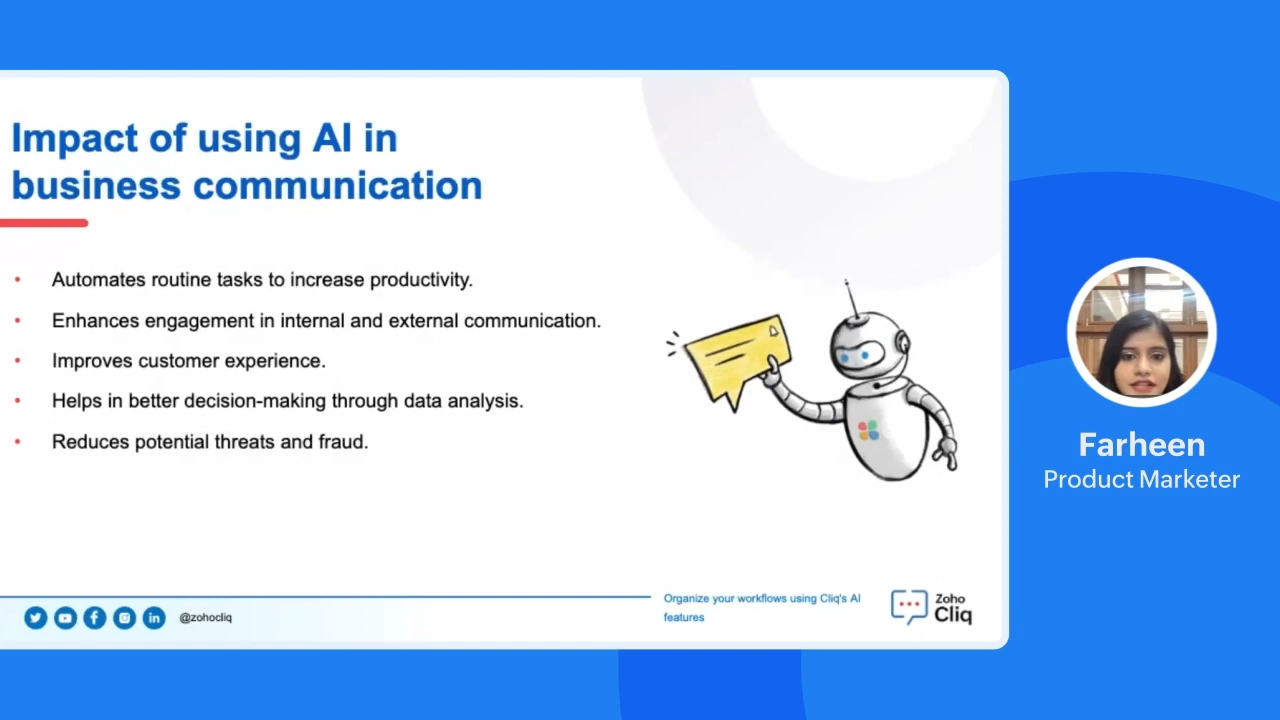 Impact of using AI in
business communication
• Automates routine tasks to increase productivity.
• Enhances engagement in internal and external communication.
• Improves customer experience.
• Helps in better decision-making through data analysis.
• Reduces potential threats and fraud.
Farheen
Product Marketer
@zohocliq
Organize your workflows using Cliq's AI
features
Zoho
Cliq